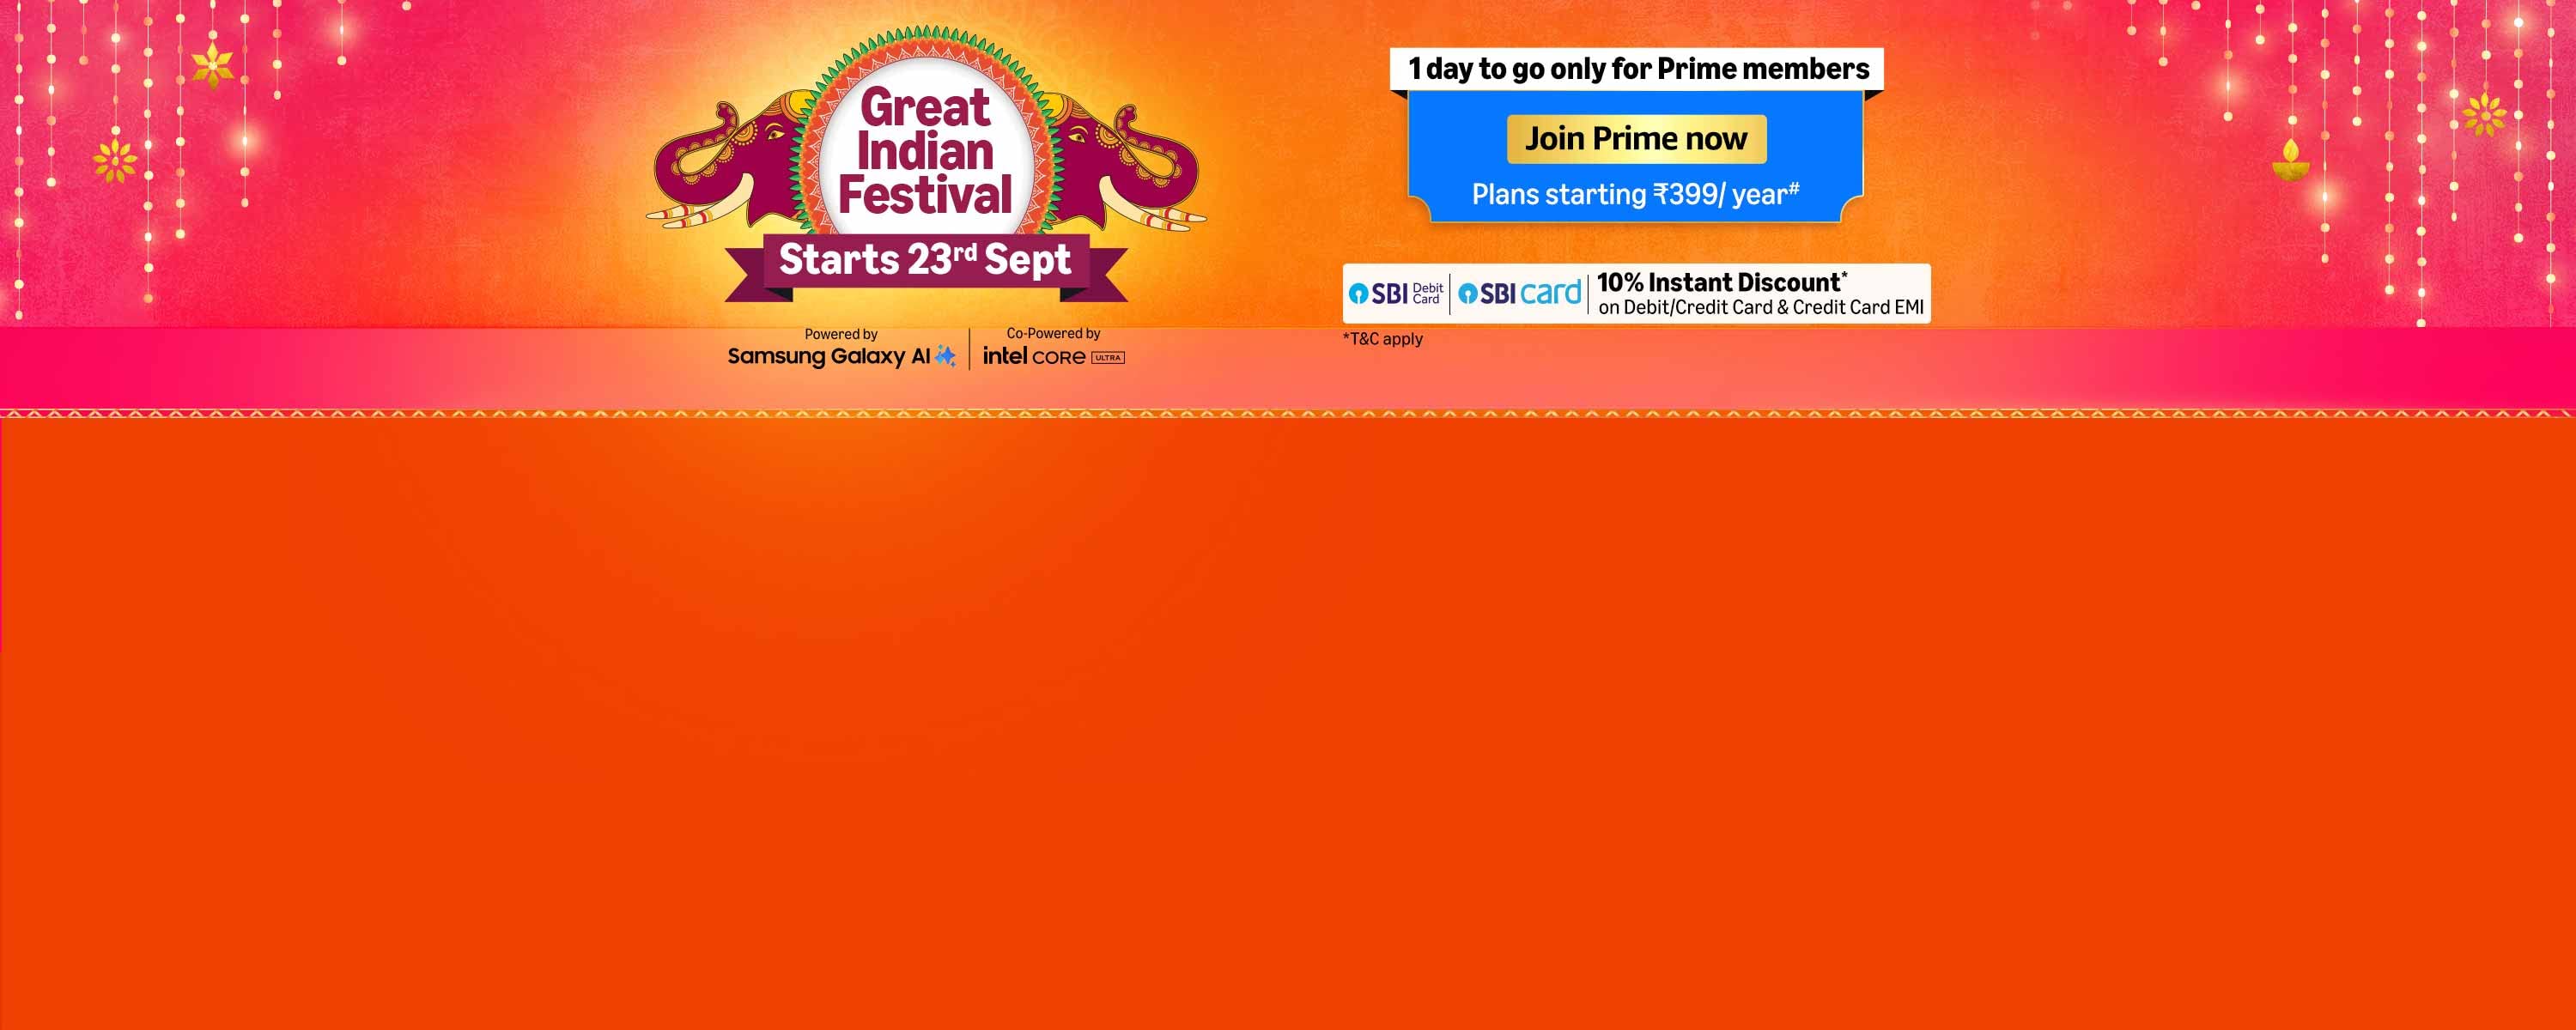 Great
Indian
Festival
Starts 23rd Sept
Powered by
Samsung Galaxy AI
Co-Powered by
intel CORE ULTRA
1 day to go only for Prime members
Join Prime now
Plans starting ₹399/ year#
SBI Debit Card
SBI card
10% Instant Discount*
on Debit/Credit Card & Credit Card EMI
*T&C apply